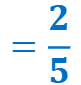 = 2/5